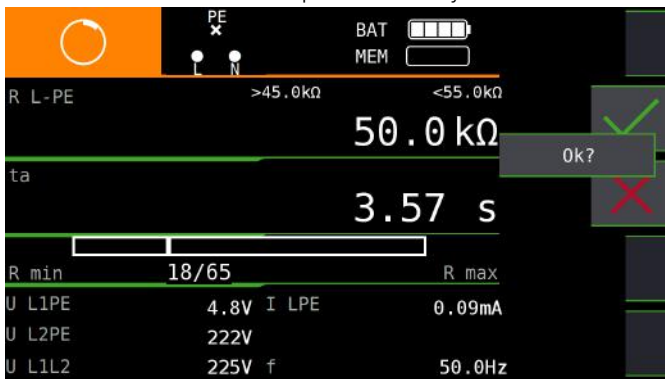 PE
BAT
L N
MEM
R L-PE >45.0kΩ <55.0kΩ
50.0 kΩ
Ok?
ta
3.57 s
R min 18/65 R max
U L1PE 4.8V I LPE 0.09mA
U L2PE 222V
U L1L2 225V f 50.0Hz